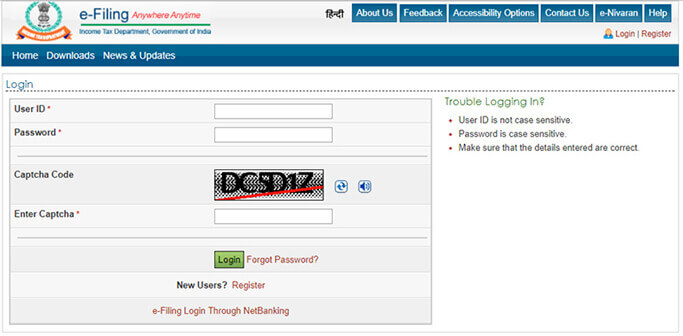 e-Filing Anywhere Anytime
Income Tax Department, Government of India
हिन्दी About Us Feedback Accessibility Options Contact Us e-Nivaran Help
Login | Register
Home Downloads News & Updates
Login
User ID *
Password *
Captcha Code
Enter Captcha *
Login Forgot Password?
New Users? Register
e-Filing Login Through NetBanking
Trouble Logging In?
User ID is not case sensitive.
Password is case sensitive.
Make sure that the details entered are correct.